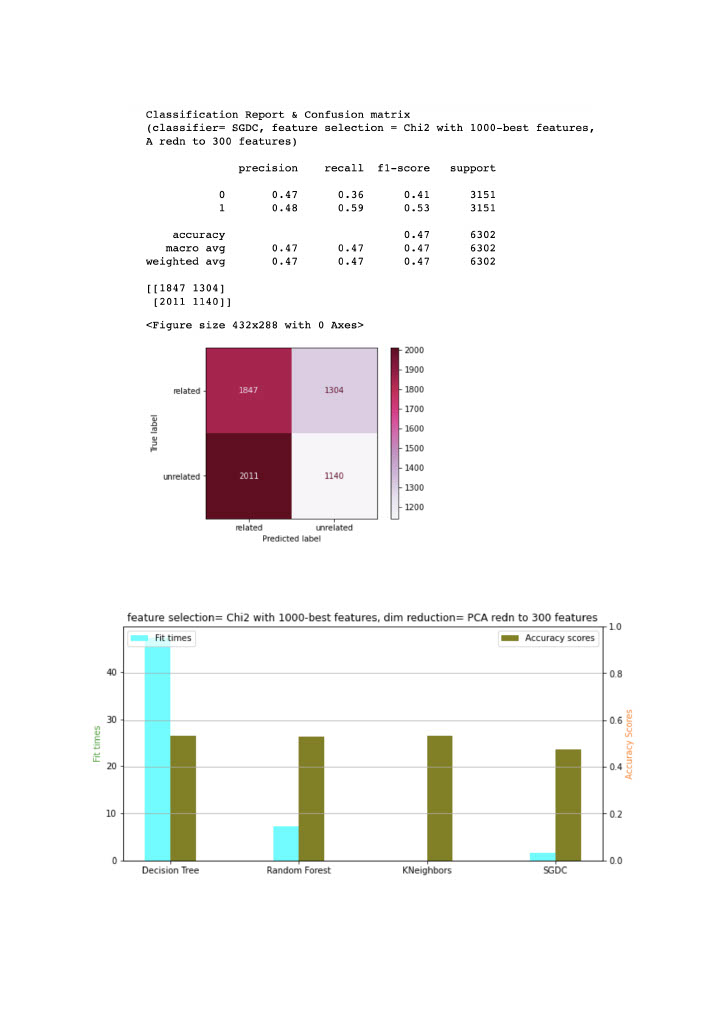 Classification Report & Confusion matrix
(classifier= SGDC, feature selection = Chi2 with 1000-best features,
A redn to 300 features)
precision recall f1-score support
0 0.47 0.36 0.41 3151
1 0.48 0.59 0.53 3151
accuracy 0.47 6302
macro avg 0.47 0.47 0.47 6302
weighted avg 0.47 0.47 0.47 6302
[[1847 1304]
[2011 1140]]
<Figure size 432x288 with 0 Axes>
2000
1900
1800
1700
1600
1500
1400
1300
1200
related 1847 1304
True label
unrelated 2011 1140
related unrelated
Predicted label
feature selection= Chi2 with 1000-best features, dim reduction= PCA redn to 300 features
Fit times Accuracy scores
Fit times
40
30
20
10
0
1.0
0.8
0.6
0.4
0.2
0.0
Accuracy Scores
Decision Tree Random Forest KNeighbors SGDC